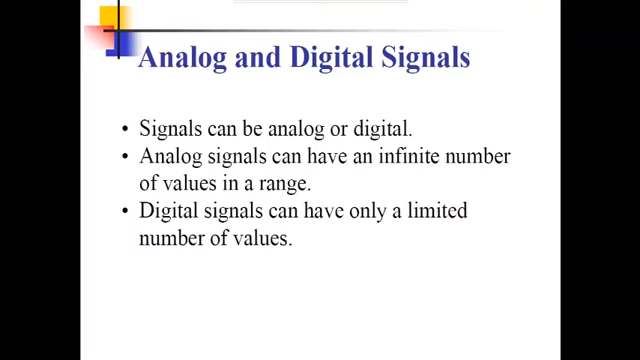 Analog and Digital Signals
• Signals can be analog or digital.
• Analog signals can have an infinite number
of values in a range.
• Digital signals can have only a limited
number of values.